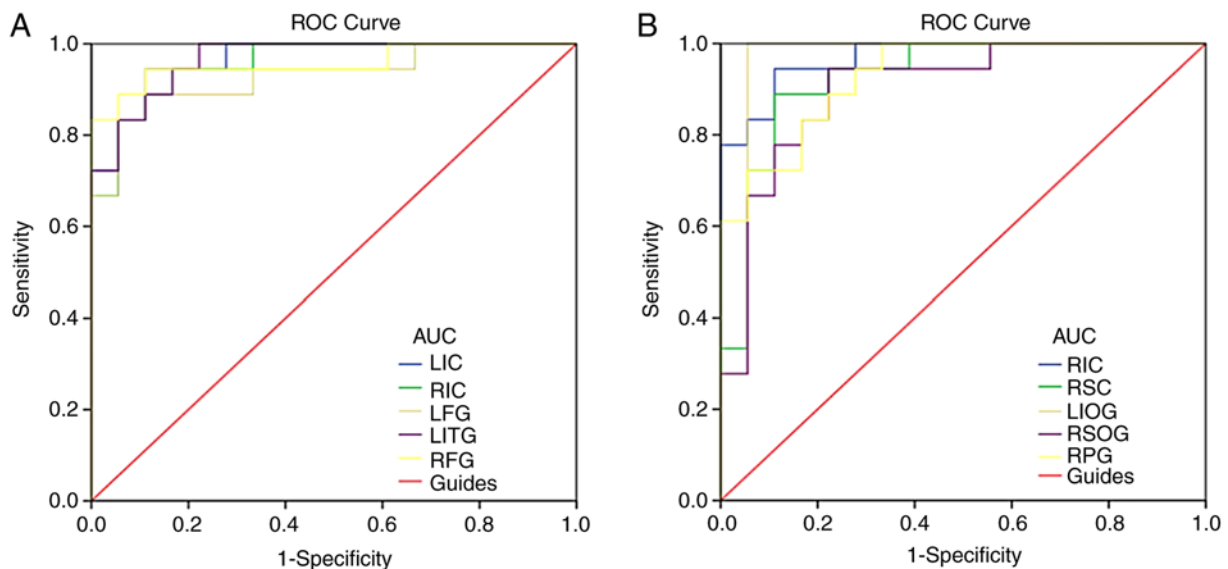 A
ROC Curve
1.0
0.8
0.6
0.4
0.2
0.0
Sensitivity
AUC
LIC
RIC
LFG
LITG
RFG
Guides
0.0 0.2 0.4 0.6 0.8 1.0
1-Specificity
B
ROC Curve
1.0
0.8
0.6
0.4
0.2
0.0
Sensitivity
AUC
RIC
RSC
LIOG
RSOG
RPG
Guides
0.0 0.2 0.4 0.6 0.8 1.0
1-Specificity